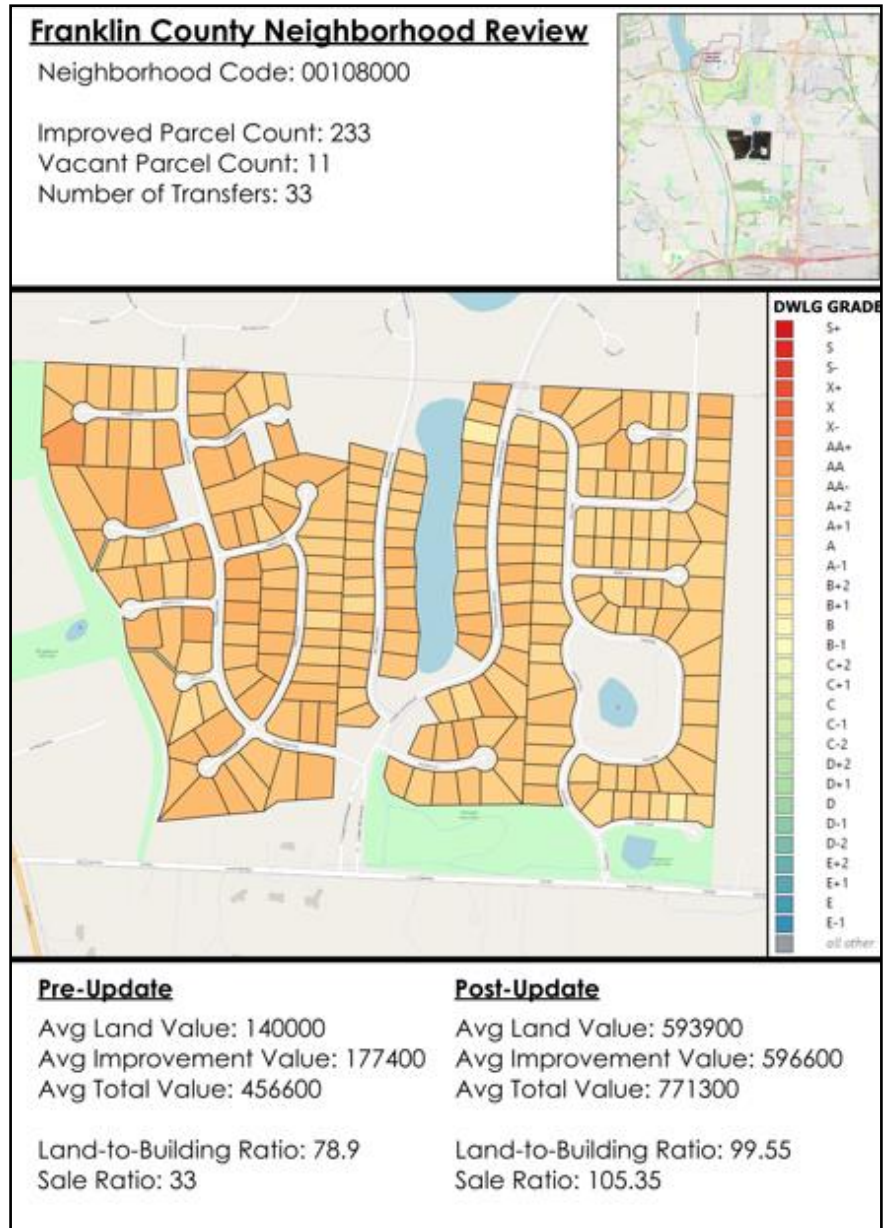 Franklin County Neighborhood Review
Neighborhood Code: 00108000
Improved Parcel Count: 233
Vacant Parcel Count: 11
Number of Transfers: 33
DWLG GRADE
S+
S
S-
X+
X
X-
AA+
AA
AA-
A+2
A+1
A
A-1
B+2
B+1
B
B-1
C+2
C+1
C
C-1
C-2
D+2
D+1
D
D-1
D-2
E+2
E+1
E
E-1
all other
Pre-Update
Avg Land Value: 140000
Avg Improvement Value: 177400
Avg Total Value: 456600
Land-to-Building Ratio: 78.9
Sale Ratio: 33
Post-Update
Avg Land Value: 593900
Avg Improvement Value: 596600
Avg Total Value: 771300
Land-to-Building Ratio: 99.55
Sale Ratio: 105.35